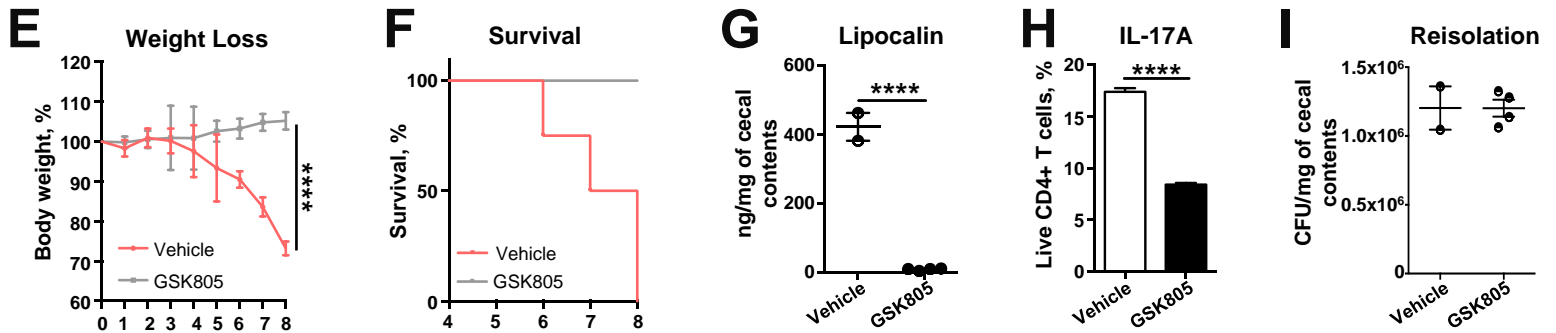 E
Weight Loss
Body weight, %
120
110
100
90
80
70
60
****
Vehicle
GSK805
0 1 2 3 4 5 6 7 8
F
Survival
Survival, %
100
50
0
Vehicle
GSK805
4 5 6 7 8
G
Lipocalin
ng/mg of cecal
contents
600
400
200
0
****
Vehicle
GSK805
H
IL-17A
Live CD4+ T cells, %
20
15
10
5
0
****
Vehicle
GSK805
I
Reisolation
CFU/mg of cecal
contents
1.5x10⁶
1.0x10⁶
0.5x10⁶
0
Vehicle
GSK805